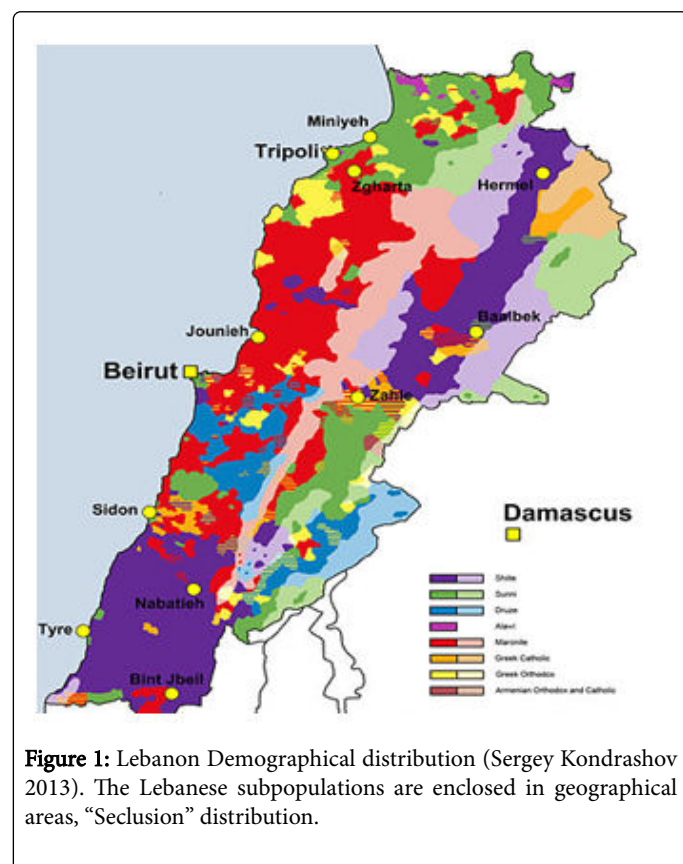 Miniyeh
Tripoli
Zgharta
Hermel
Jounieh
Baalbek
Beirut
Zahle
Sidon
Damascus
Nabatieh
Tyre
Bint Jbeil
Shiite
Sunni
Druze
Alawi
Maronite
Greek Catholic
Greek Orthodox
Armenian Orthodox and Catholic
Figure 1: Lebanon Demographical distribution (Sergey Kondrashov
2013). The Lebanese subpopulations are enclosed in geographical
areas, “Seclusion” distribution.